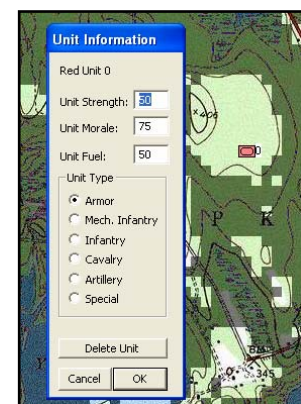 Unit Information
Red Unit 0
Unit Strength: 50
Unit Morale: 75
Unit Fuel: 50
Unit Type
Armor
Mech. Infantry
Infantry
Cavalry
Artillery
Special
Delete Unit
Cancel OK
0
P K
345